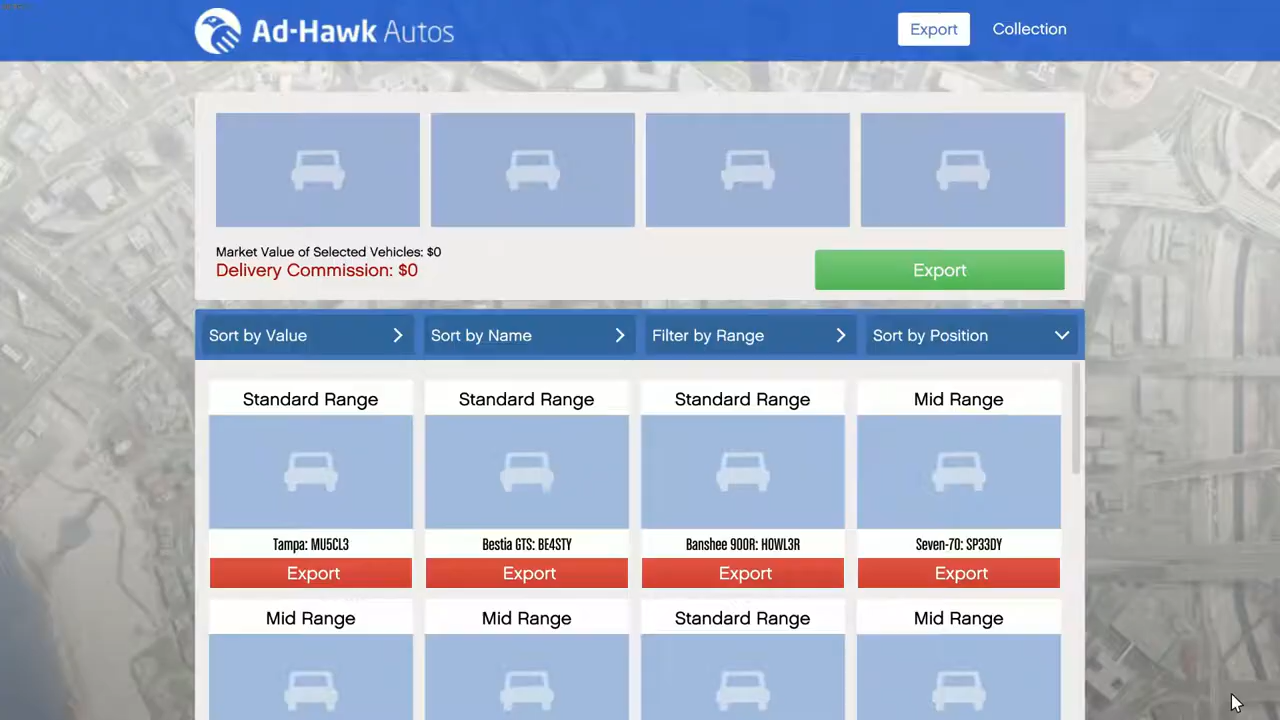 Ad-Hawk Autos
Export
Collection
Market Value of Selected Vehicles: $0
Delivery Commission: $0
Export
Sort by Value
Sort by Name
Filter by Range
Sort by Position
Standard Range
Standard Range
Standard Range
Mid Range
Tampa: MU5CL3
Bestia GTS: BE4STY
Banshee 900R: H0WL3R
Seven-70: SP33DY
Export
Export
Export
Export
Mid Range
Mid Range
Standard Range
Mid Range